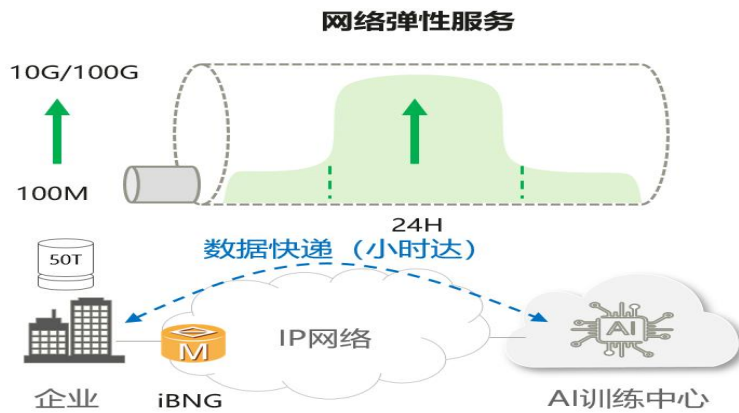 网络弹性服务
10G/100G
100M
24H
50T
数据快递（小时达）
M
IP网络
AI
企业
iBNG
AI训练中心